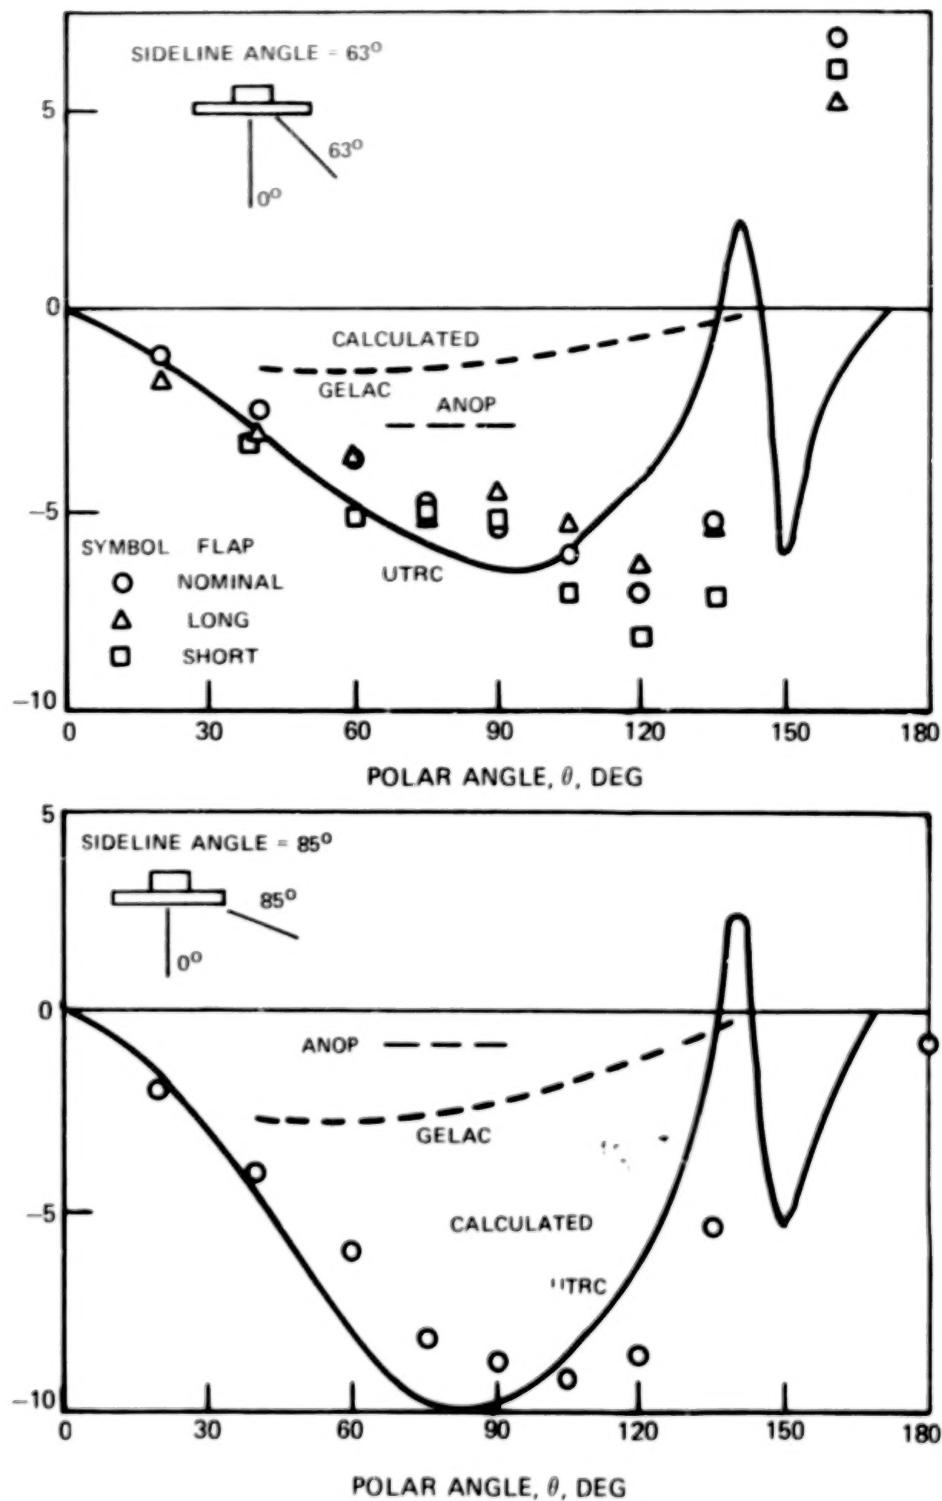 SIDELINE ANGLE = 63°
5
63°
0°
0
CALCULATED
GELAC
ANOP
-5
SYMBOL FLAP
NOMINAL
LONG
SHORT
UTRC
-10
0 30 60 90 120 150 180
POLAR ANGLE, θ, DEG
5
SIDELINE ANGLE = 85°
85°
0°
0
ANOP
GELAC
-5
CALCULATED
-10
0 30 60 90 120 150 180
POLAR ANGLE, θ, DEG